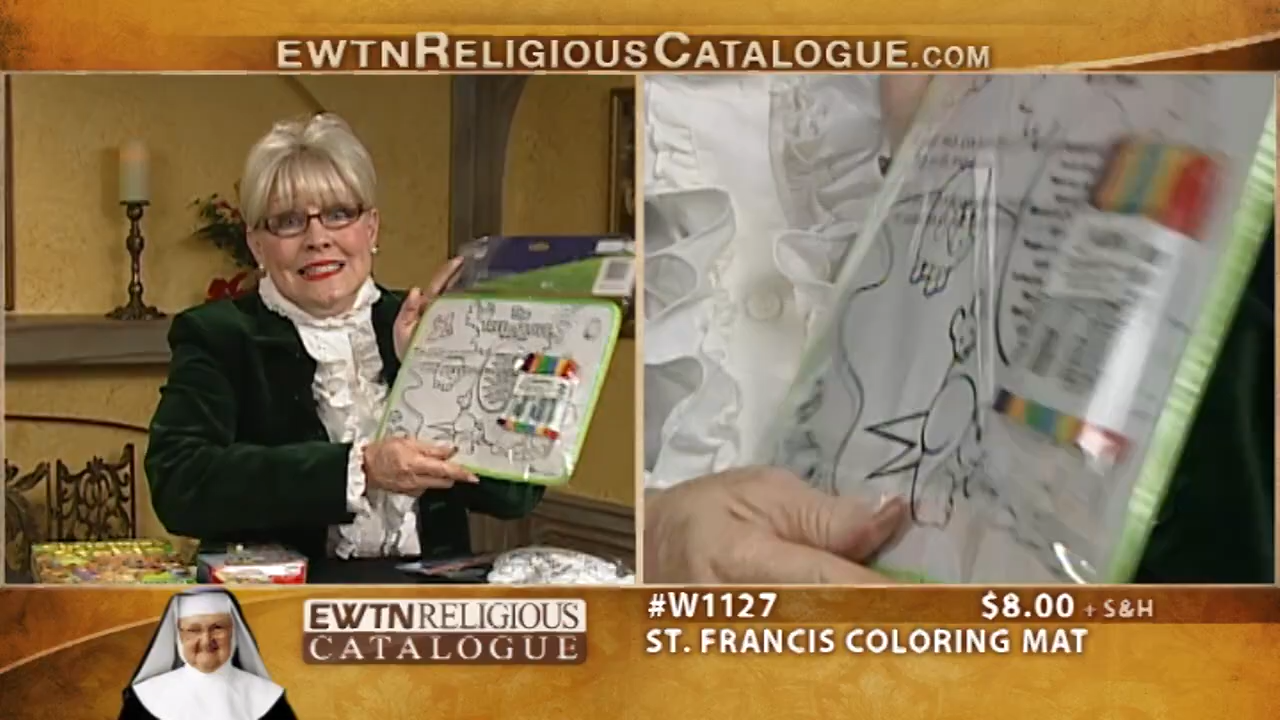 EWTNRELIGIOUSCATALOGUE.COM
EWTNRELIGIOUS
CATALOGUE
#W1127 $8.00 + S&H
ST. FRANCIS COLORING MAT